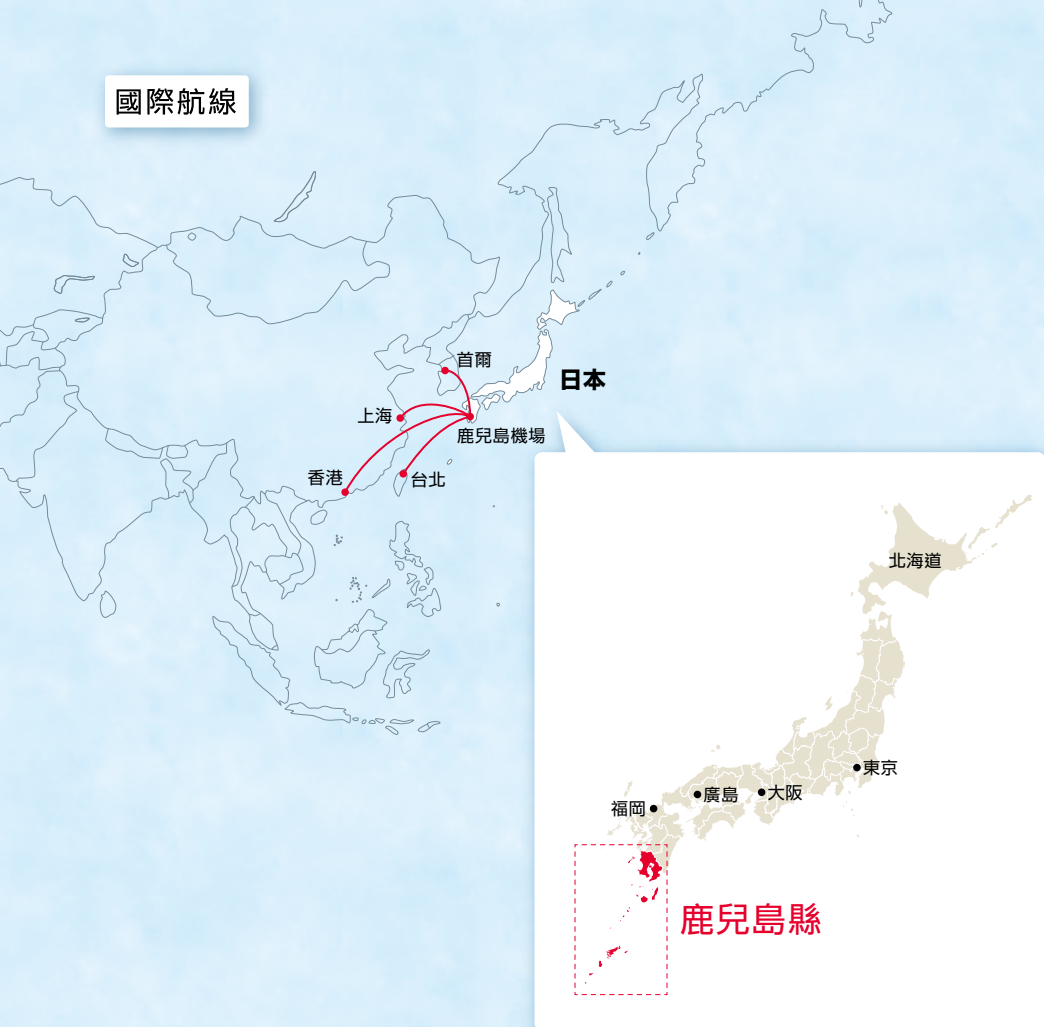 國際航線
首爾
日本
上海
鹿兒島機場
香港
台北
北海道
東京
廣島
大阪
福岡
鹿兒島縣